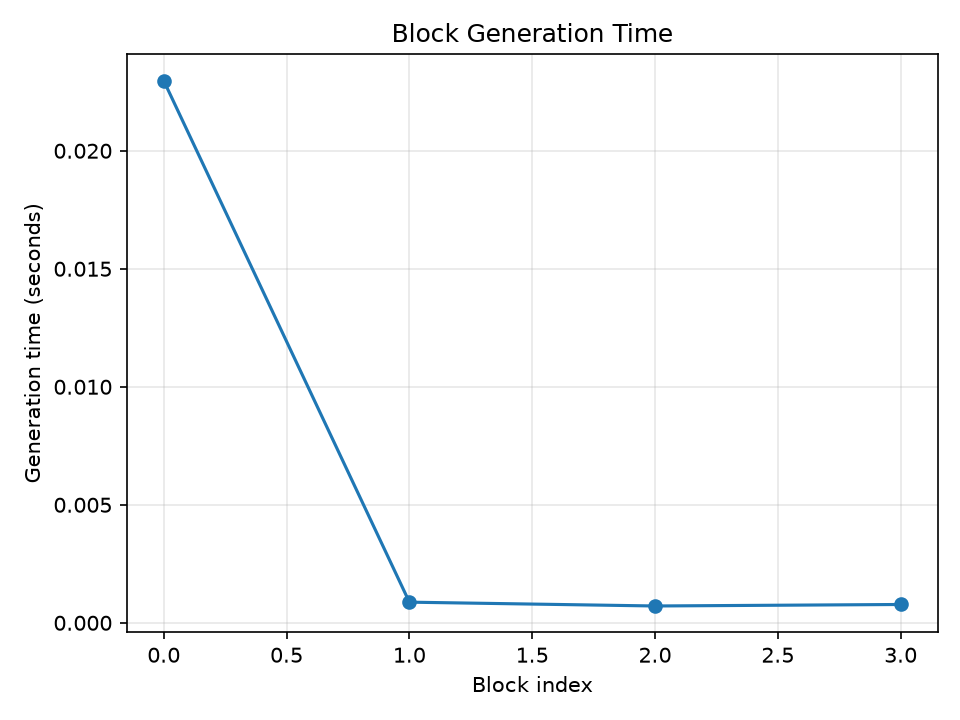 Block Generation Time
Generation time (seconds)
0.020
0.015
0.010
0.005
0.000
0.0 0.5 1.0 1.5 2.0 2.5 3.0
Block index